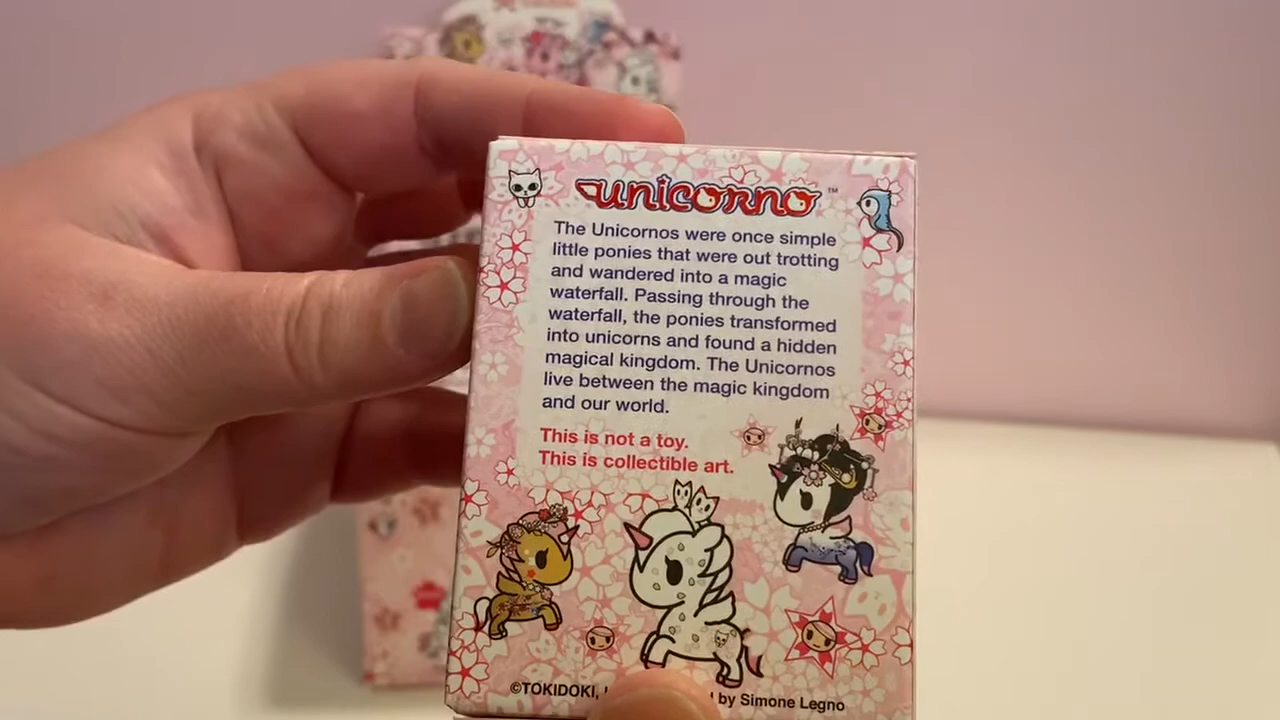 unicorno™
The Unicornos were once simple
little ponies that were out trotting
and wandered into a magic
waterfall. Passing through the
waterfall, the ponies transformed
into unicorns and found a hidden
magical kingdom. The Unicornos
live between the magic kingdom
and our world.
This is not a toy.
This is collectible art.
©TOKIDOKI, by Simone Legno